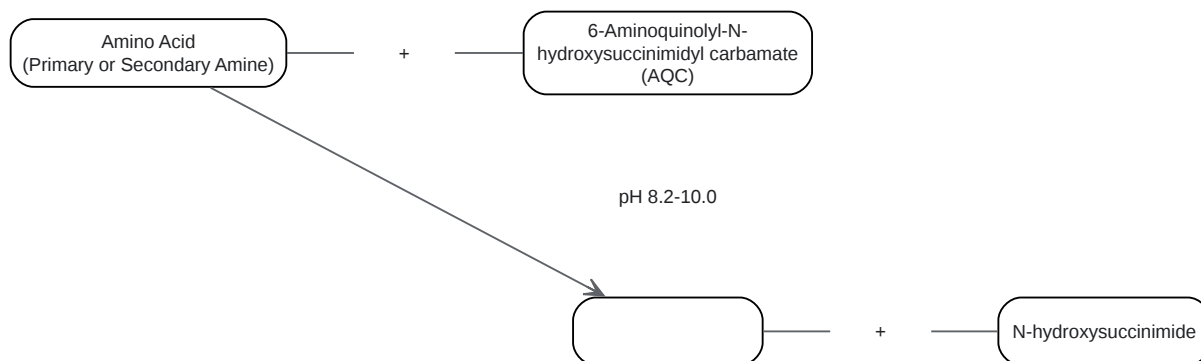 Amino Acid
(Primary or Secondary Amine)
+
6-Aminoquinolyl-N-
hydroxysuccinimidyl carbamate
(AQC)
pH 8.2-10.0
+
N-hydroxysuccinimide